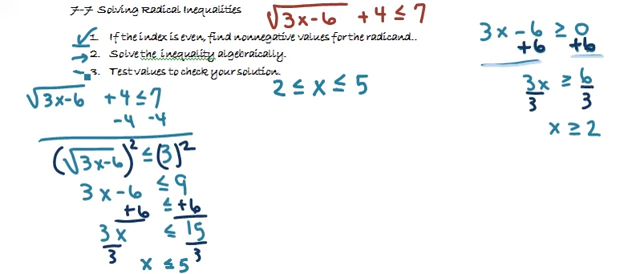 7-7 Solving Radical Inequalities
√3x-6 + 4 ≤ 7
1. If the index is even, find nonnegative values for the radicand..
2. Solve the inequality algebraically.
3. Test values to check your solution.
2 ≤ x ≤ 5
√3x-6 + 4 ≤ 7
-4 -4
(√3x-6)² ≤ (3)²
3x - 6 ≤ 9
+6 ≤ +6
3x ≤ 15
3 3
x ≤ 5
3x - 6 ≥ 0
+6 +6
3x ≥ 6
3 3
x ≥ 2